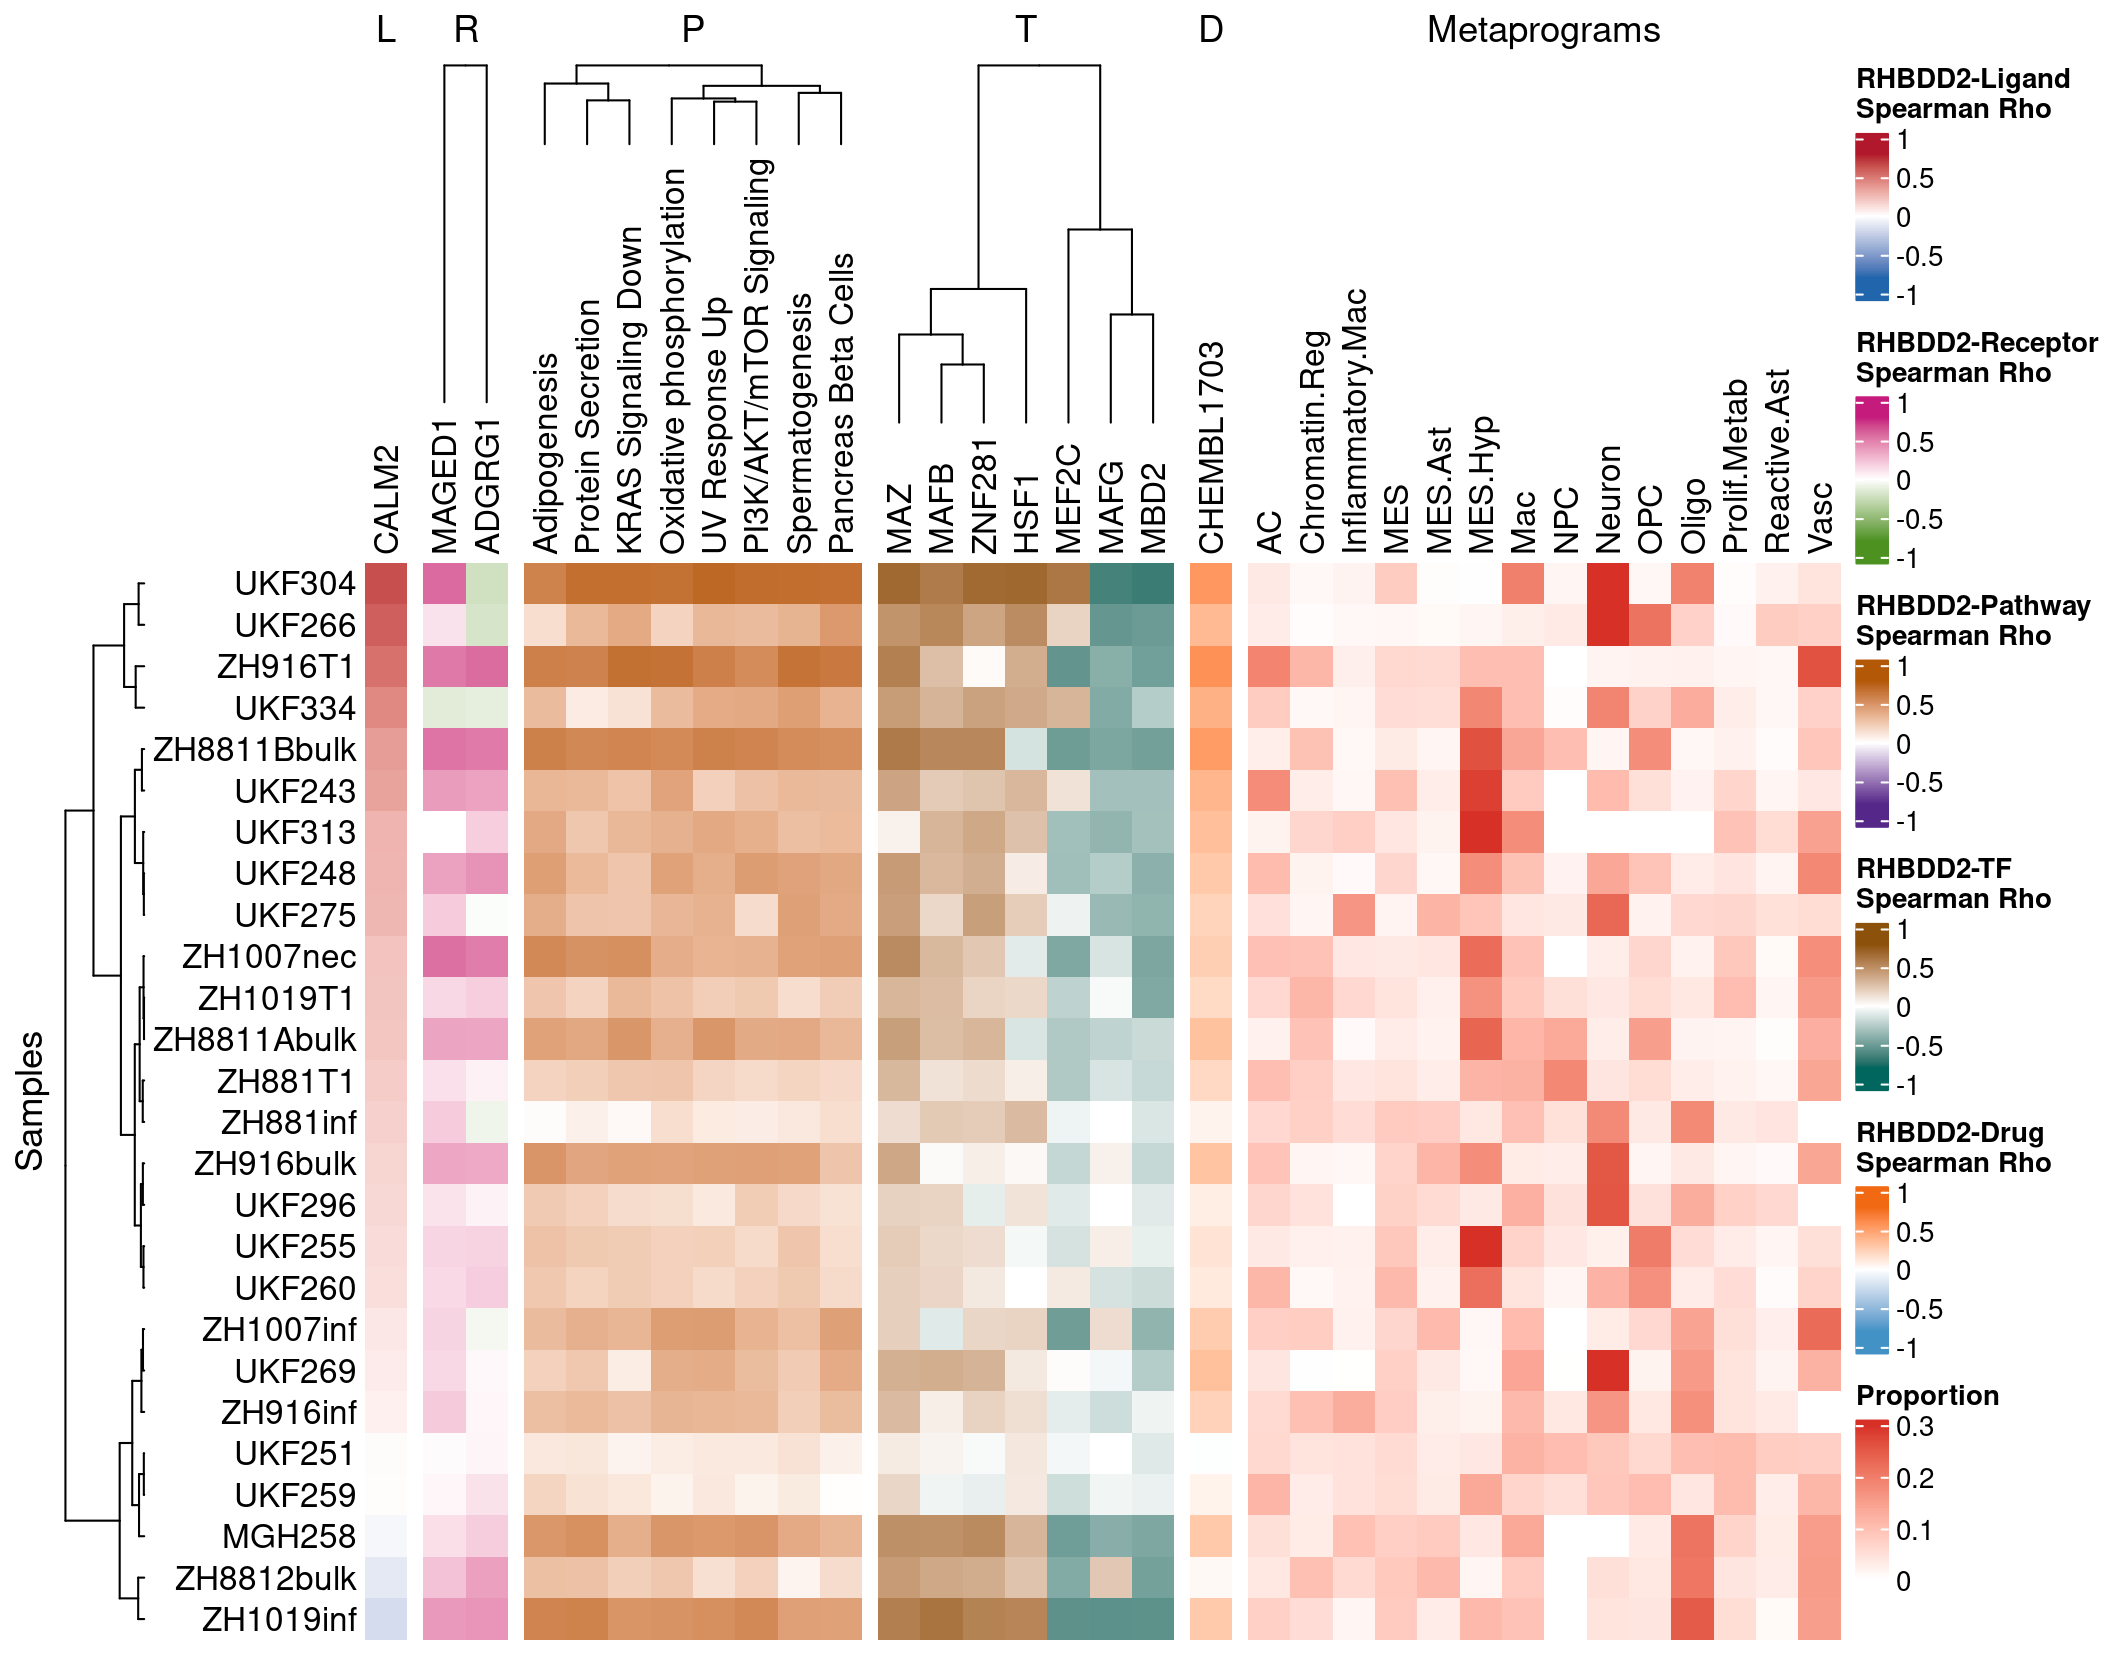 L R P T D Metaprograms
CALM2
MAGED1
ADGRG1
Adipogenesis
Protein Secretion
KRAS Signaling Down
Oxidative phosphorylation
UV Response Up
PI3K/AKT/mTOR Signaling
Spermatogenesis
Pancreas Beta Cells
MAZ
MAFB
ZNF281
HSF1
MEF2C
MAFG
MBD2
CHEMBL1703
AC
Chromatin.Reg
Inflammatory.Mac
MES
MES.Ast
MES.Hyp
Mac
NPC
Neuron
OPC
Oligo
Prolif.Metab
Reactive.Ast
Vasc
Samples
UKF304
UKF266
ZH916T1
UKF334
ZH8811Bbulk
UKF243
UKF313
UKF248
UKF275
ZH1007nec
ZH1019T1
ZH8811Abulk
ZH881T1
ZH881inf
ZH916bulk
UKF296
UKF255
UKF260
ZH1007inf
UKF269
ZH916inf
UKF251
UKF259
MGH258
ZH8812bulk
ZH1019inf
RHBDD2-Ligand
Spearman Rho
1
0.5
0
-0.5
-1
RHBDD2-Receptor
Spearman Rho
1
0.5
0
-0.5
-1
RHBDD2-Pathway
Spearman Rho
1
0.5
0
-0.5
-1
RHBDD2-TF
Spearman Rho
1
0.5
0
-0.5
-1
RHBDD2-Drug
Spearman Rho
1
0.5
0
-0.5
-1
Proportion
0.3
0.2
0.1
0